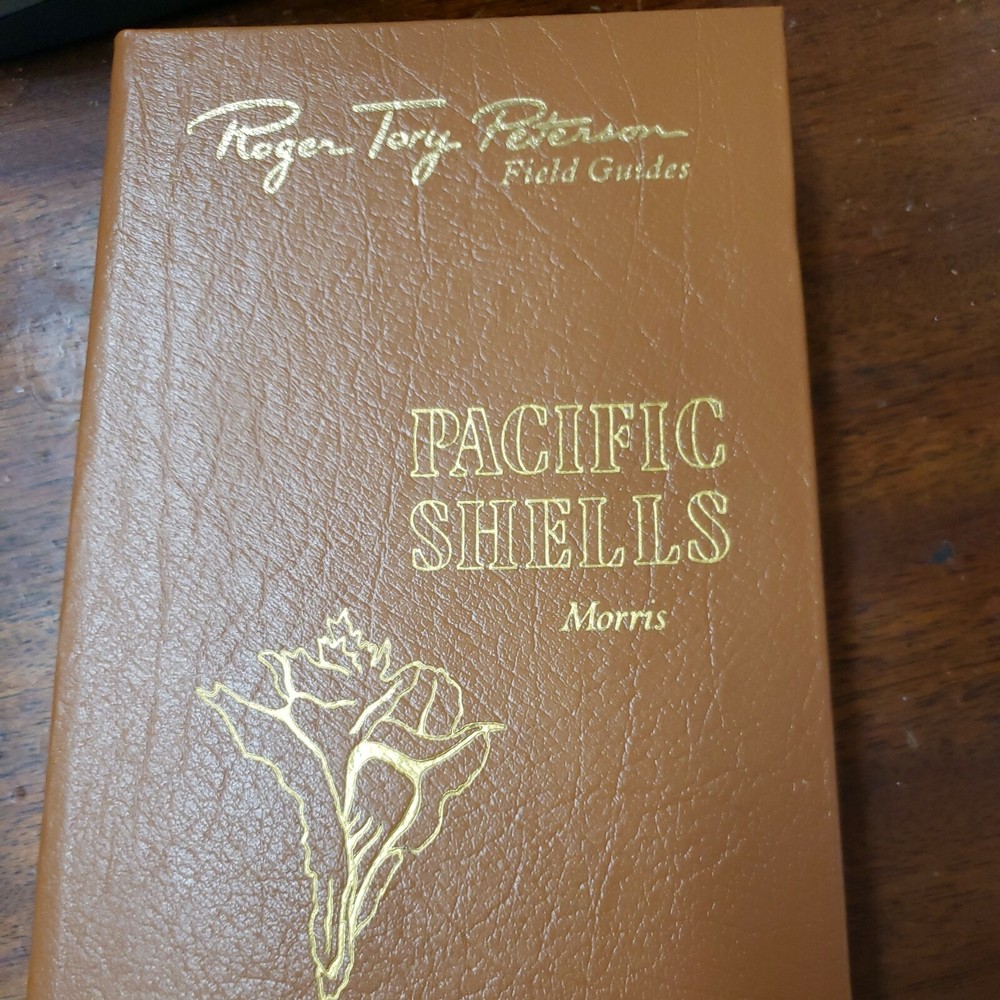 Roger Tory Peterson
Field Guides
PACIFIC
SHELLS
Morris